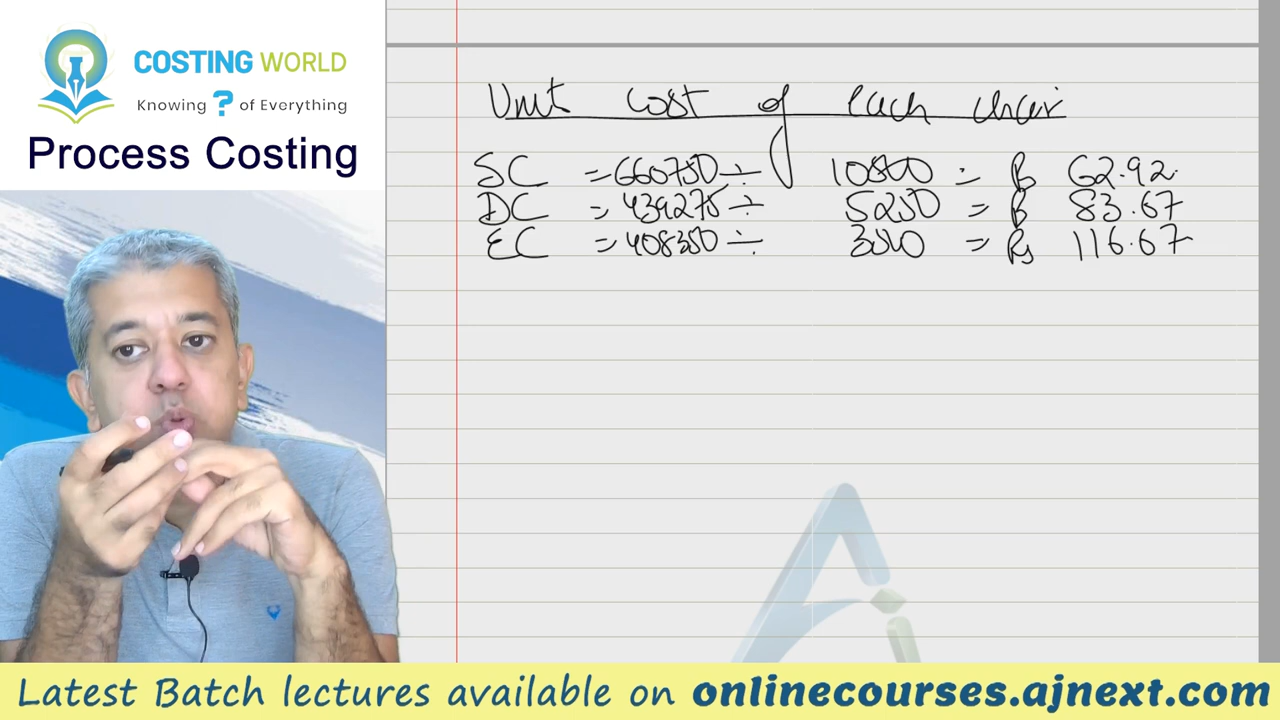 COSTING WORLD
Knowing ? of Everything
Process Costing
Unit cost of each chair
SC = 660750 ÷ 10500 = Rs 62.92
DC = 439275 ÷ 5250 = Rs 83.67
EC = 408350 ÷ 3500 = Rs 116.67
Latest Batch lectures available on onlinecourses.ajnext.com